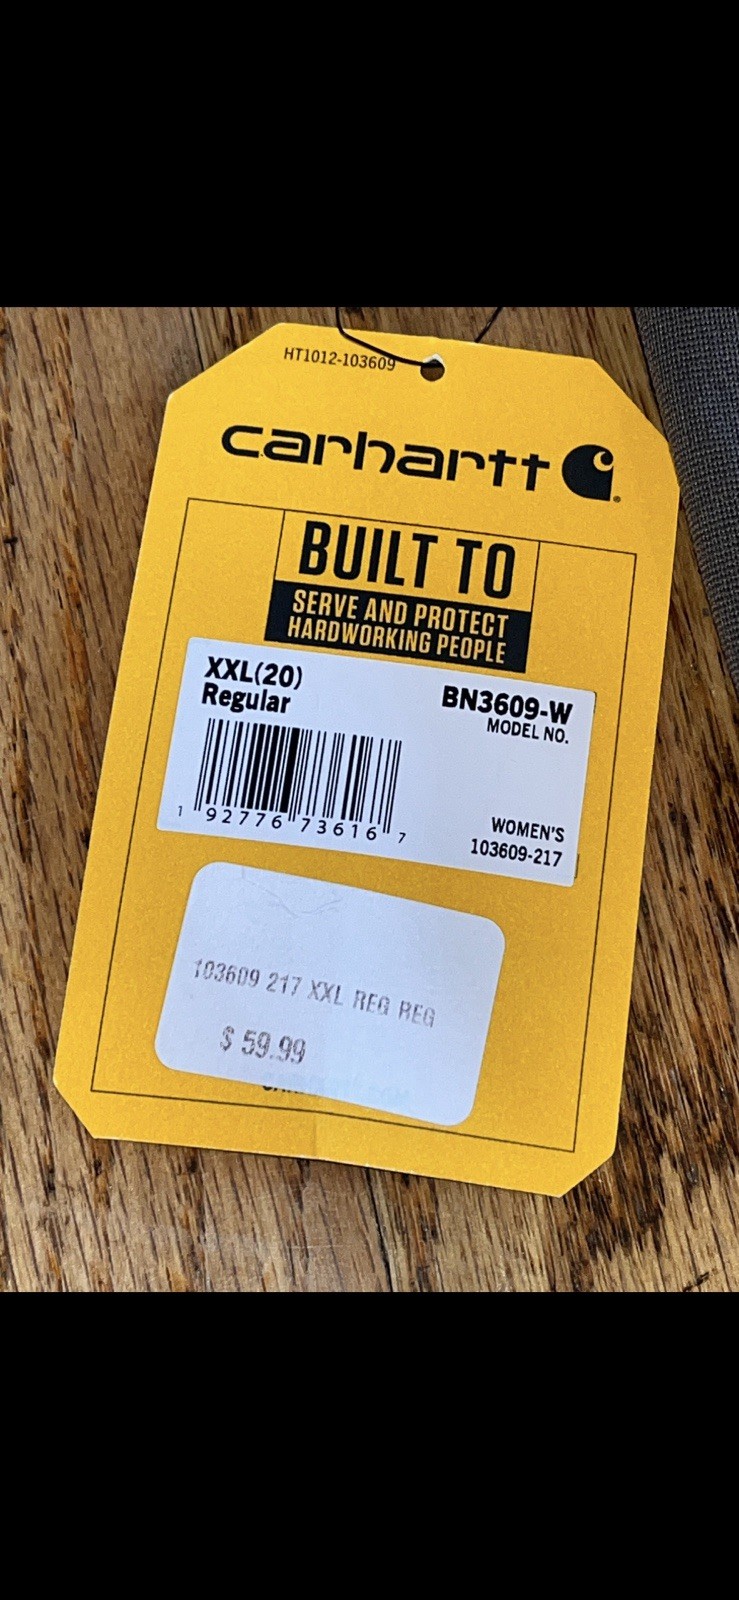 HT1012-103609
carhartt
BUILT TO
SERVE AND PROTECT
HARDWORKING PEOPLE
XXL(20)
Regular
BN3609-W
MODEL NO.
1 92776 73616 7
WOMEN'S
103609-217
103609 217 XXL REG REG
$ 59.99